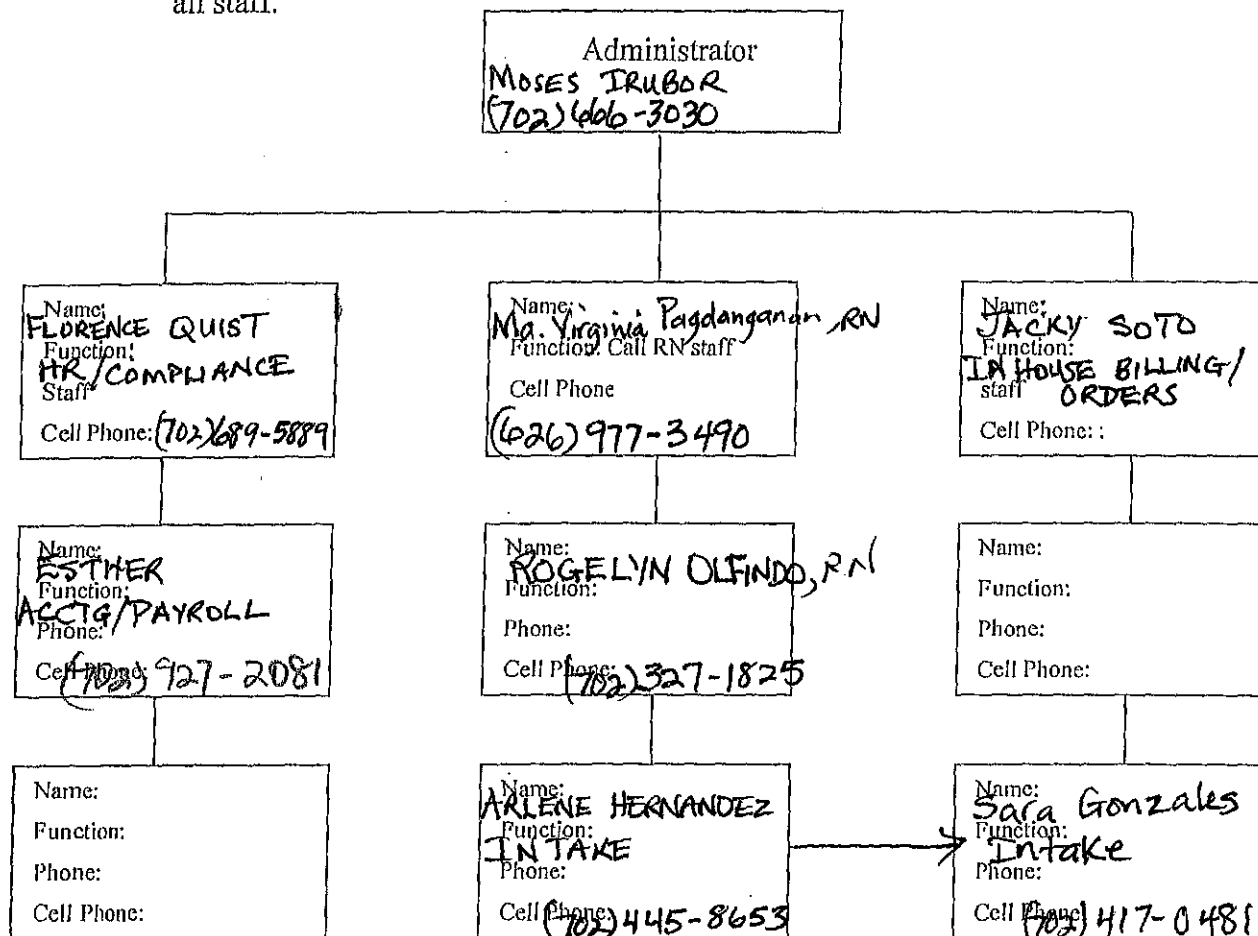 all staff.
Administrator
MOSES IRUBOR
(702) 666-3030
Name:
FLORENCE QUIST
Function:
HR/COMPLIANCE
Staff
Cell Phone: (702) 689-5889
Name:
Ma. Virginia Pagdanganan, RN
Function: Call RN staff
Cell Phone
(626) 977-3490
Name:
JACKY SOTO
Function:
IN HOUSE BILLING/
staff ORDERS
Cell Phone: :
Name:
ESTHER
Function:
ACCTG/PAYROLL
Phone:
Cell Phone: (702) 927-2081
Name:
ROGELYN OLFINDO, RN
Function:
Phone:
Cell Phone: (702) 327-1825
Name:
Function:
Phone:
Cell Phone:
Name:
Function:
Phone:
Cell Phone:
Name:
ARLENE HERNANDEZ
Function:
INTAKE
Phone:
Cell Phone: (702) 445-8653
Name:
Sara Gonzales
Function:
Intake
Phone:
Cell Phone: (702) 417-0481